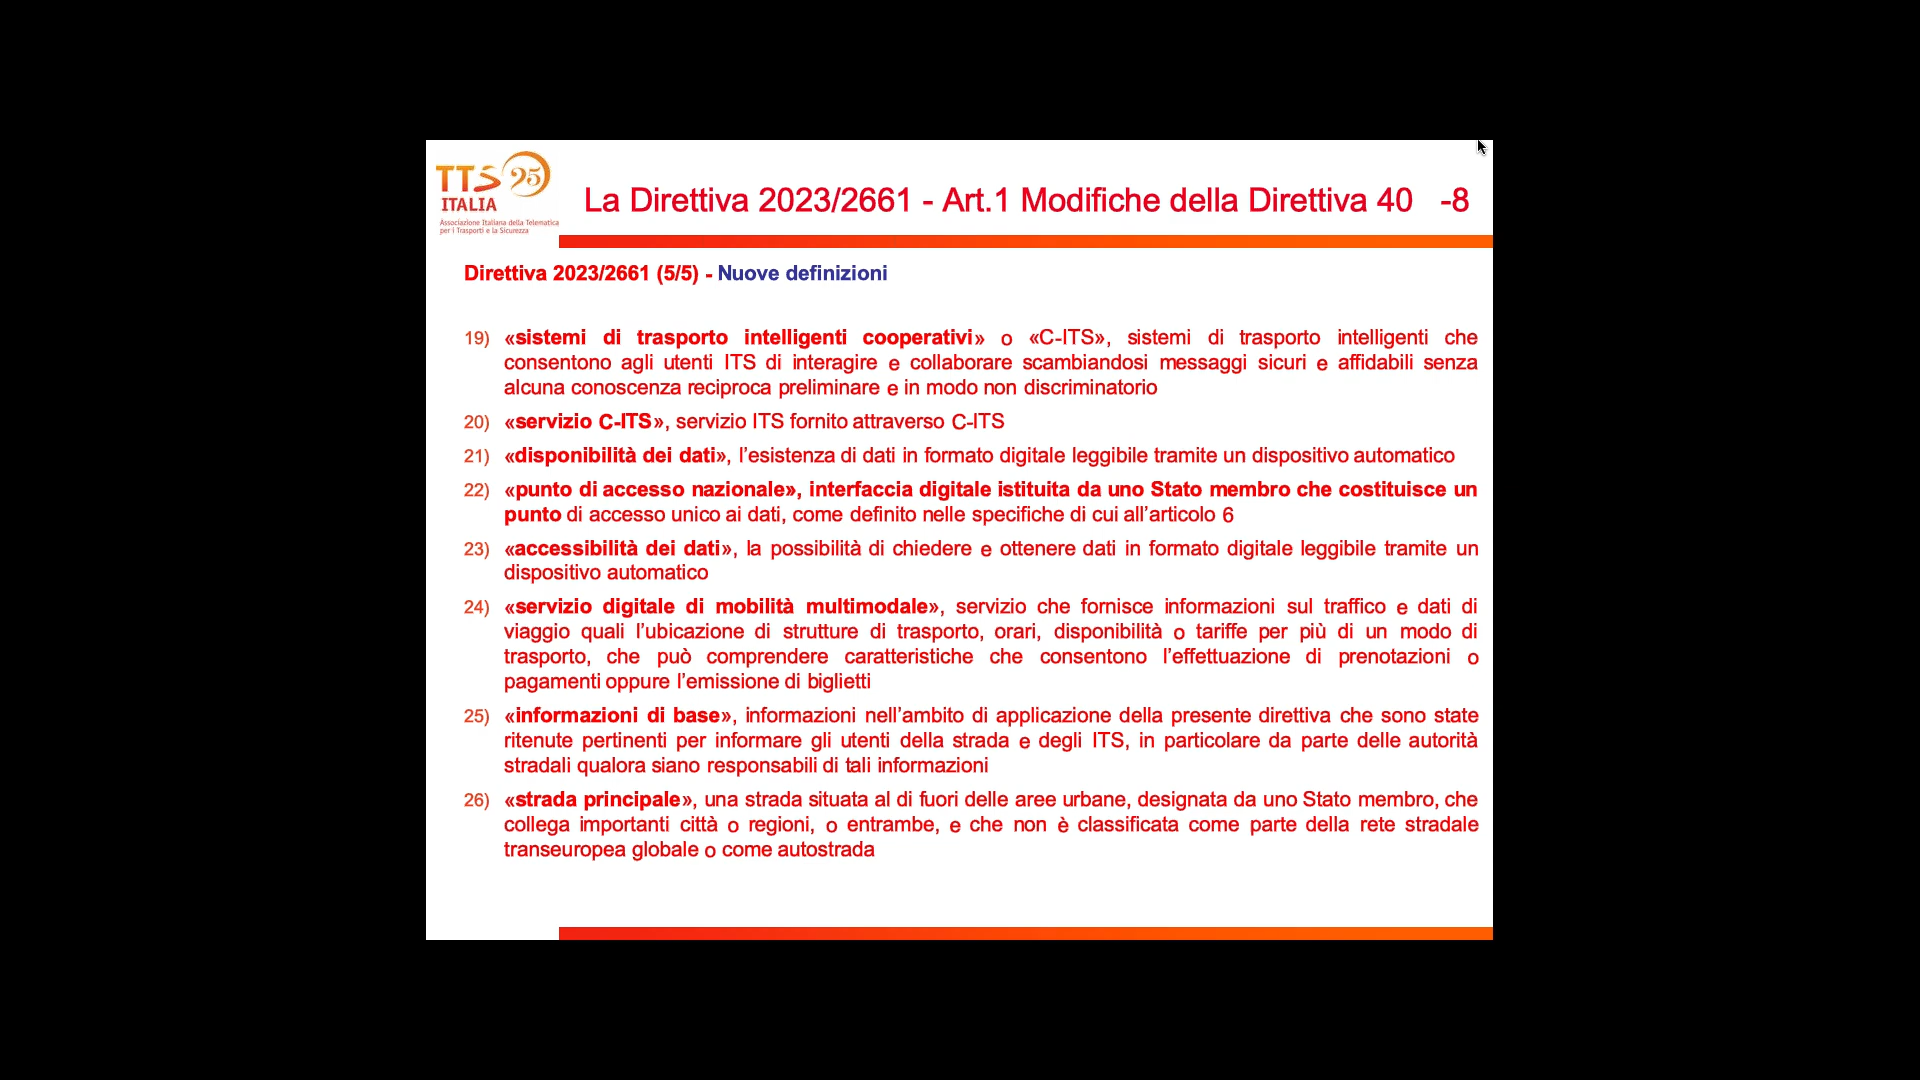 TTS 25
ITALIA
Associazione Italiana della Telematica
per i Trasporti e la Sicurezza
La Direttiva 2023/2661 - Art.1 Modifiche della Direttiva 40 -8
Direttiva 2023/2661 (5/5) - Nuove definizioni
19) «sistemi di trasporto intelligenti cooperativi» o «C-ITS», sistemi di trasporto intelligenti che
consentono agli utenti ITS di interagire e collaborare scambiandosi messaggi sicuri e affidabili senza
alcuna conoscenza reciproca preliminare e in modo non discriminatorio
20) «servizio C-ITS», servizio ITS fornito attraverso C-ITS
21) «disponibilità dei dati», l’esistenza di dati in formato digitale leggibile tramite un dispositivo automatico
22) «punto di accesso nazionale», interfaccia digitale istituita da uno Stato membro che costituisce un
punto di accesso unico ai dati, come definito nelle specifiche di cui all’articolo 6
23) «accessibilità dei dati», la possibilità di chiedere e ottenere dati in formato digitale leggibile tramite un
dispositivo automatico
24) «servizio digitale di mobilità multimodale», servizio che fornisce informazioni sul traffico e dati di
viaggio quali l’ubicazione di strutture di trasporto, orari, disponibilità o tariffe per più di un modo di
trasporto, che può comprendere caratteristiche che consentono l’effettuazione di prenotazioni o
pagamenti oppure l’emissione di biglietti
25) «informazioni di base», informazioni nell’ambito di applicazione della presente direttiva che sono state
ritenute pertinenti per informare gli utenti della strada e degli ITS, in particolare da parte delle autorità
stradali qualora siano responsabili di tali informazioni
26) «strada principale», una strada situata al di fuori delle aree urbane, designata da uno Stato membro, che
collega importanti città o regioni, o entrambe, e che non è classificata come parte della rete stradale
transeuropea globale o come autostrada